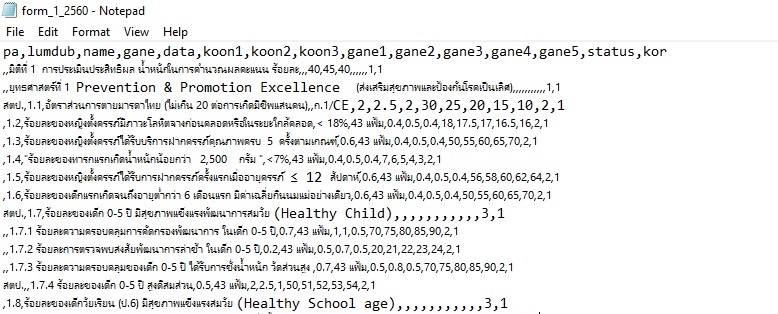 form_1_2560 - Notepad
File Edit Format View Help
pa,lumdub,name,gane,data,koon1,koon2,koon3,gane1,gane2,gane3,gane4,gane5,status,kor
,,มิติที่ 1 การประเมินประสิทธิผล น้ำหนักในการคำนวณผลคะแนน ร้อยละ,,,40,45,40,,,,,,1,1
,,ยุทธศาสตร์ที่ 1 Prevention & Promotion Excellence (ส่งเสริมสุขภาพและป้องกันโรคเป็นเลิศ),,,,,,,,,,,1,1
สตป.,1.1,อัตราส่วนการตายมารดาไทย (ไม่เกิน 20 ต่อการเกิดมีชีพแสนคน),,ก.1/CE,2,2.5,2,30,25,20,15,10,2,1
,1.2,ร้อยละของหญิงตั้งครรภ์มีภาวะโลหิตจางก่อนคลอดหรือในระยะใกล้คลอด,< 18%,43 แฟ้ม,0.4,0.5,0.4,18,17.5,17,16.5,16,2,1
,1.3,ร้อยละของหญิงตั้งครรภ์ได้รับบริการฝากครรภ์คุณภาพครบ 5 ครั้งตามเกณฑ์,0.6,43 แฟ้ม,0.4,0.5,0.4,50,55,60,65,70,2,1
,1.4,"ร้อยละของทารกแรกเกิดน้ำหนักน้อยกว่า 2,500 กรัม ",<7%,43 แฟ้ม,0.4,0.5,0.4,7,6,5,4,3,2,1
,1.5,ร้อยละของหญิงตั้งครรภ์ได้รับการฝากครรภ์ครั้งแรกเมื่ออายุครรภ์ ≤ 12 สัปดาห์,0.6,43 แฟ้ม,0.4,0.5,0.4,56,58,60,62,64,2,1
,1.6,ร้อยละของเด็กแรกเกิดจนถึงอายุต่ำกว่า 6 เดือนแรก มีค่าเฉลี่ยกินนมแม่อย่างเดียว,0.6,43 แฟ้ม,0.4,0.5,0.4,50,55,60,65,70,2,1
สตป.,1.7,ร้อยละของเด็ก 0-5 ปี มีสุขภาพแข็งแรงพัฒนาการสมวัย (Healthy Child),,,,,,,,,,,3,1
,,1.7.1 ร้อยละความครอบคลุมการคัดกรองพัฒนาการ ในเด็ก 0-5 ปี,0.7,43 แฟ้ม,1,1,0.5,70,75,80,85,90,2,1
,,1.7.2 ร้อยละการตรวจพบสงสัยพัฒนาการล่าช้า ในเด็ก 0-5 ปี,0.2,43 แฟ้ม,0.5,0.7,0.5,20,21,22,23,24,2,1
,,1.7.3 ร้อยละความครอบคลุมของเด็ก 0-5 ปี ได้รับการชั่งน้ำหนัก วัดส่วนสูง ,0.7,43 แฟ้ม,0.5,0.8,0.5,70,75,80,85,90,2,1
สตป.,,1.7.4 ร้อยละของเด็ก 0-5 ปี สูงดีสมส่วน,0.5,43 แฟ้ม,2,2.5,1,50,51,52,53,54,2,1
,1.8,ร้อยละของเด็กวัยเรียน (ป.6) มีสุขภาพแข็งแรงสมวัย (Healthy School age),,,,,,,,,,,3,1